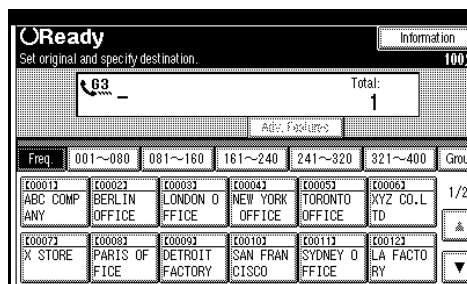 Ready
Information
Set original and specify destination.
100%
63
Total:
1
Adv. Features
Freq.
001~080
081~160
161~240
241~320
321~400
Grou
[00001]
ABC COMP
ANY
[00002]
BERLIN
OFFICE
[00003]
LONDON O
FFICE
[00004]
NEW YORK
OFFICE
[00005]
TORONTO
OFFICE
[00006]
XYZ CO.L
TD
1/2
[00007]
X STORE
[00008]
PARIS OF
FICE
[00009]
DETROIT
FACTORY
[00010]
SAN FRAN
CISCO
[00011]
SYDNEY O
FFICE
[00012]
LA FACTO
RY